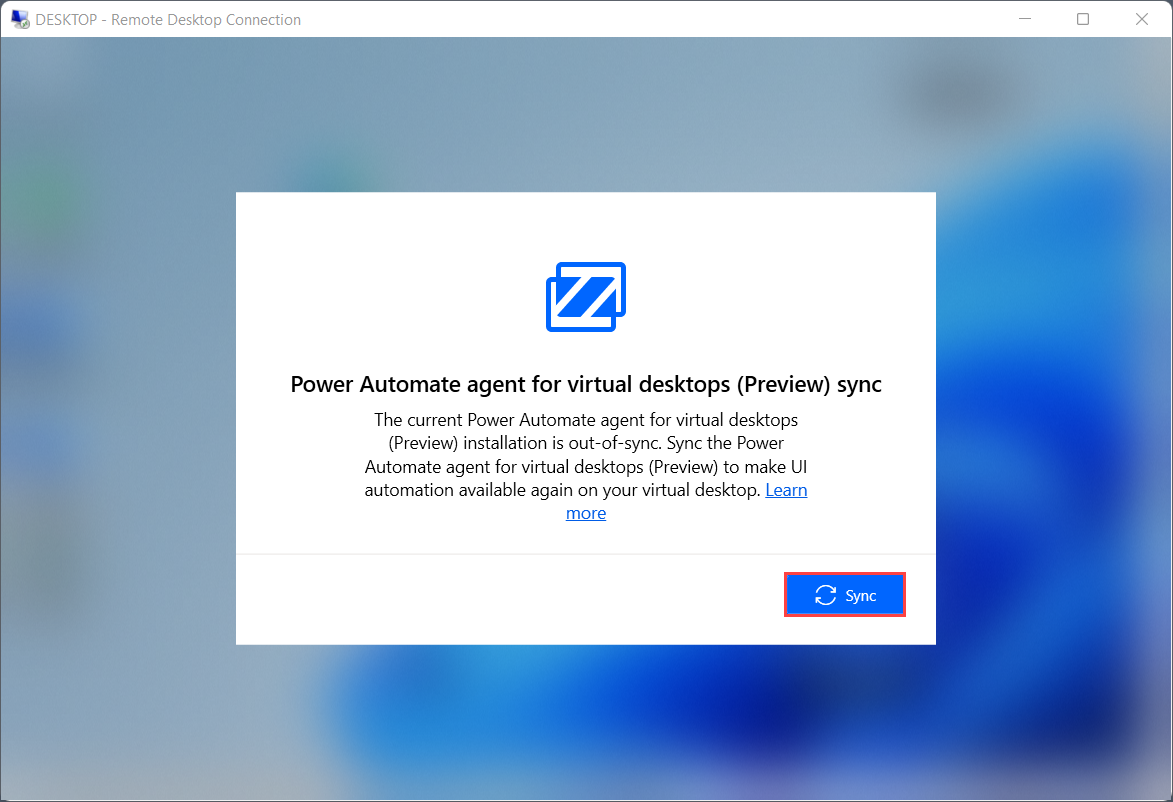 DESKTOP - Remote Desktop Connection
Power Automate agent for virtual desktops (Preview) sync
The current Power Automate agent for virtual desktops
(Preview) installation is out-of-sync. Sync the Power
Automate agent for virtual desktops (Preview) to make UI
automation available again on your virtual desktop. Learn
more
Sync